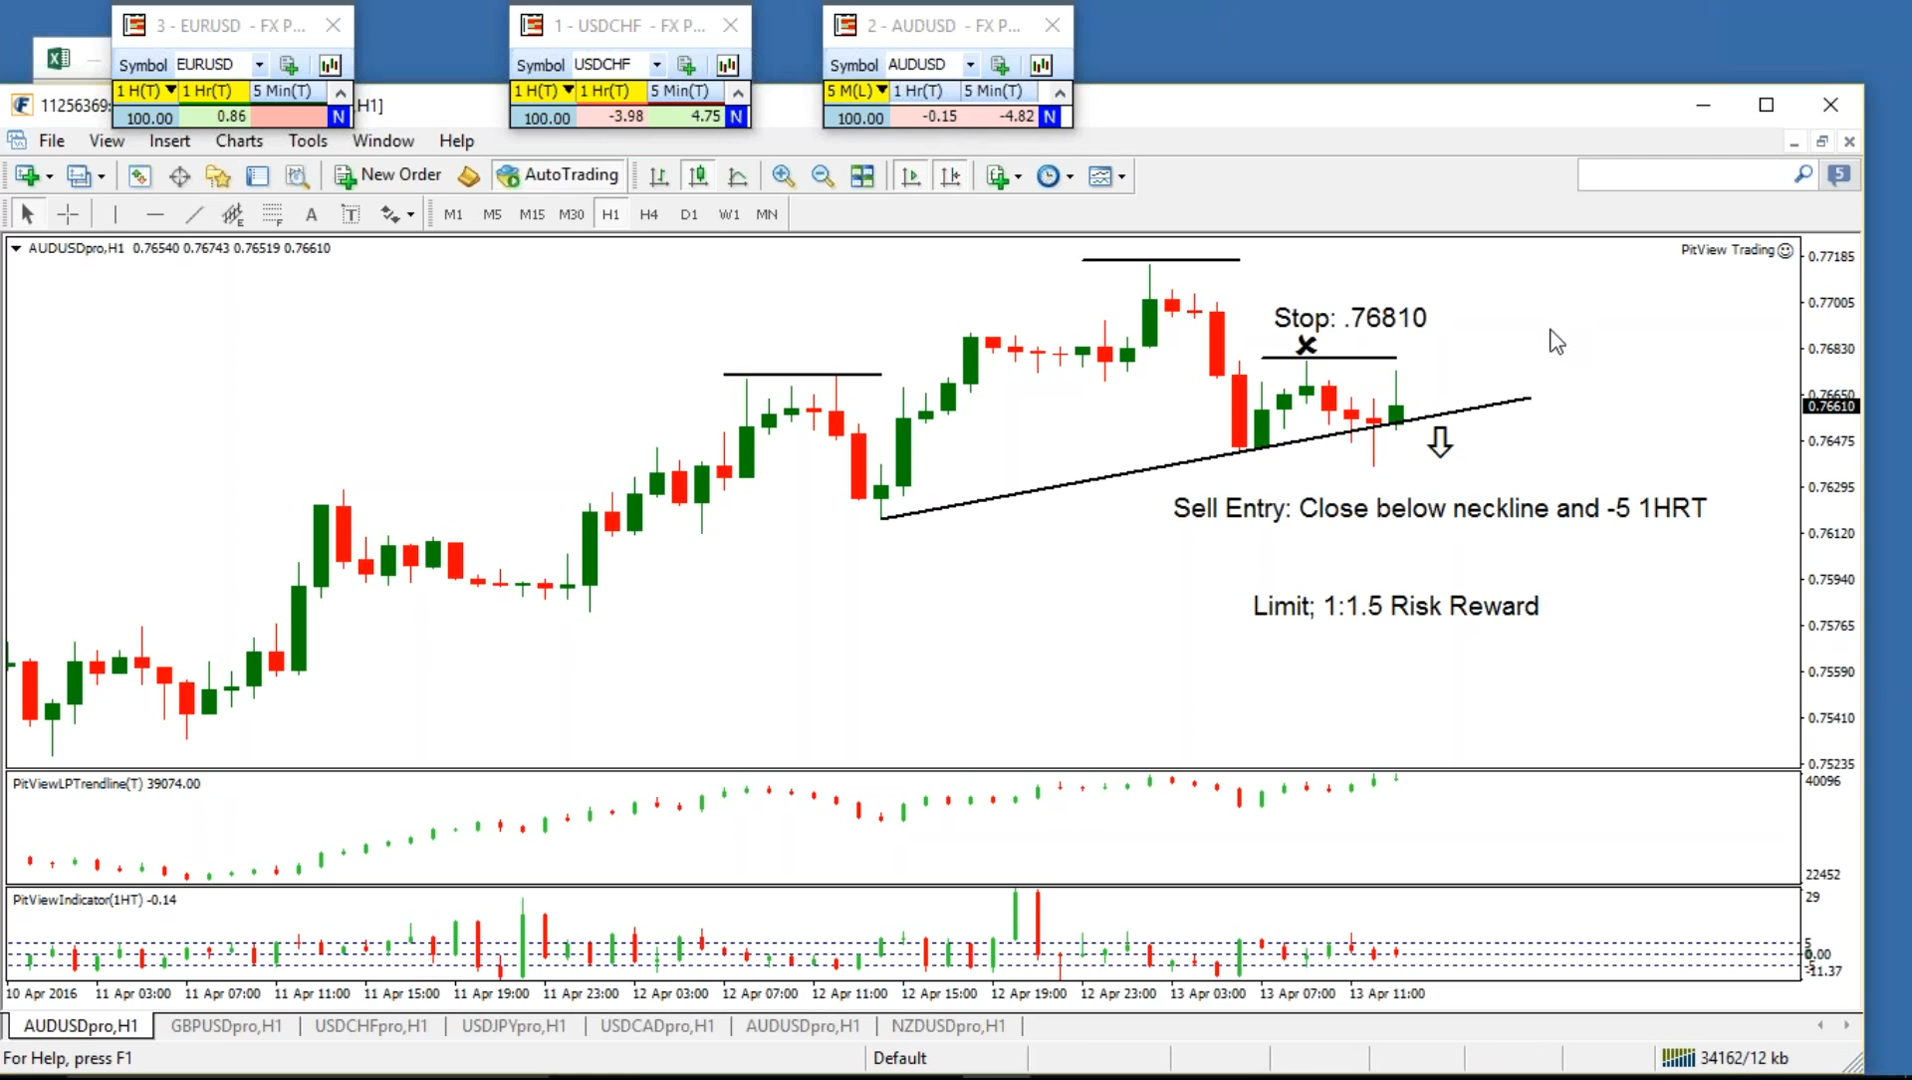 3 - EURUSD - FX P...
1 - USDCHF - FX P...
2 - AUDUSD - FX P...
Symbol EURUSD
Symbol USDCHF
Symbol AUDUSD
1 H(T) 1 Hr(T) 5 Min(T)
1 H(T) 1 Hr(T) 5 Min(T)
5 M(L) 1 Hr(T) 5 Min(T)
100.00 0.86 N
100.00 -3.98 4.75 N
100.00 -0.15 -4.82 N
11256369: H1]
File View Insert Charts Tools Window Help
New Order AutoTrading 5
M1 M5 M15 M30 H1 H4 D1 W1 MN
AUDUSDpro,H1 0.76540 0.76743 0.76519 0.76610
PitView Trading
0.77185
0.77005
Stop: .76810
0.76830
0.76650
0.76610
0.76475
0.76295
Sell Entry: Close below neckline and -5 1HRT
0.76120
0.75940
Limit; 1:1.5 Risk Reward
0.75765
0.75590
0.75410
0.75235
PitViewLPTrendline(T) 39074.00
40096
22452
PitViewIndicator(1HT) -0.14
29
5
0.00
-11.37
10 Apr 2016 11 Apr 03:00 11 Apr 07:00 11 Apr 11:00 11 Apr 15:00 11 Apr 19:00 11 Apr 23:00 12 Apr 03:00 12 Apr 07:00 12 Apr 11:00 12 Apr 15:00 12 Apr 19:00 12 Apr 23:00 13 Apr 03:00 13 Apr 07:00 13 Apr 11:00
AUDUSDpro,H1 GBPUSDpro,H1 USDCHFpro,H1 USDJPYpro,H1 USDCADpro,H1 AUDUSDpro,H1 NZDUSDpro,H1
For Help, press F1 Default 34162/12 kb